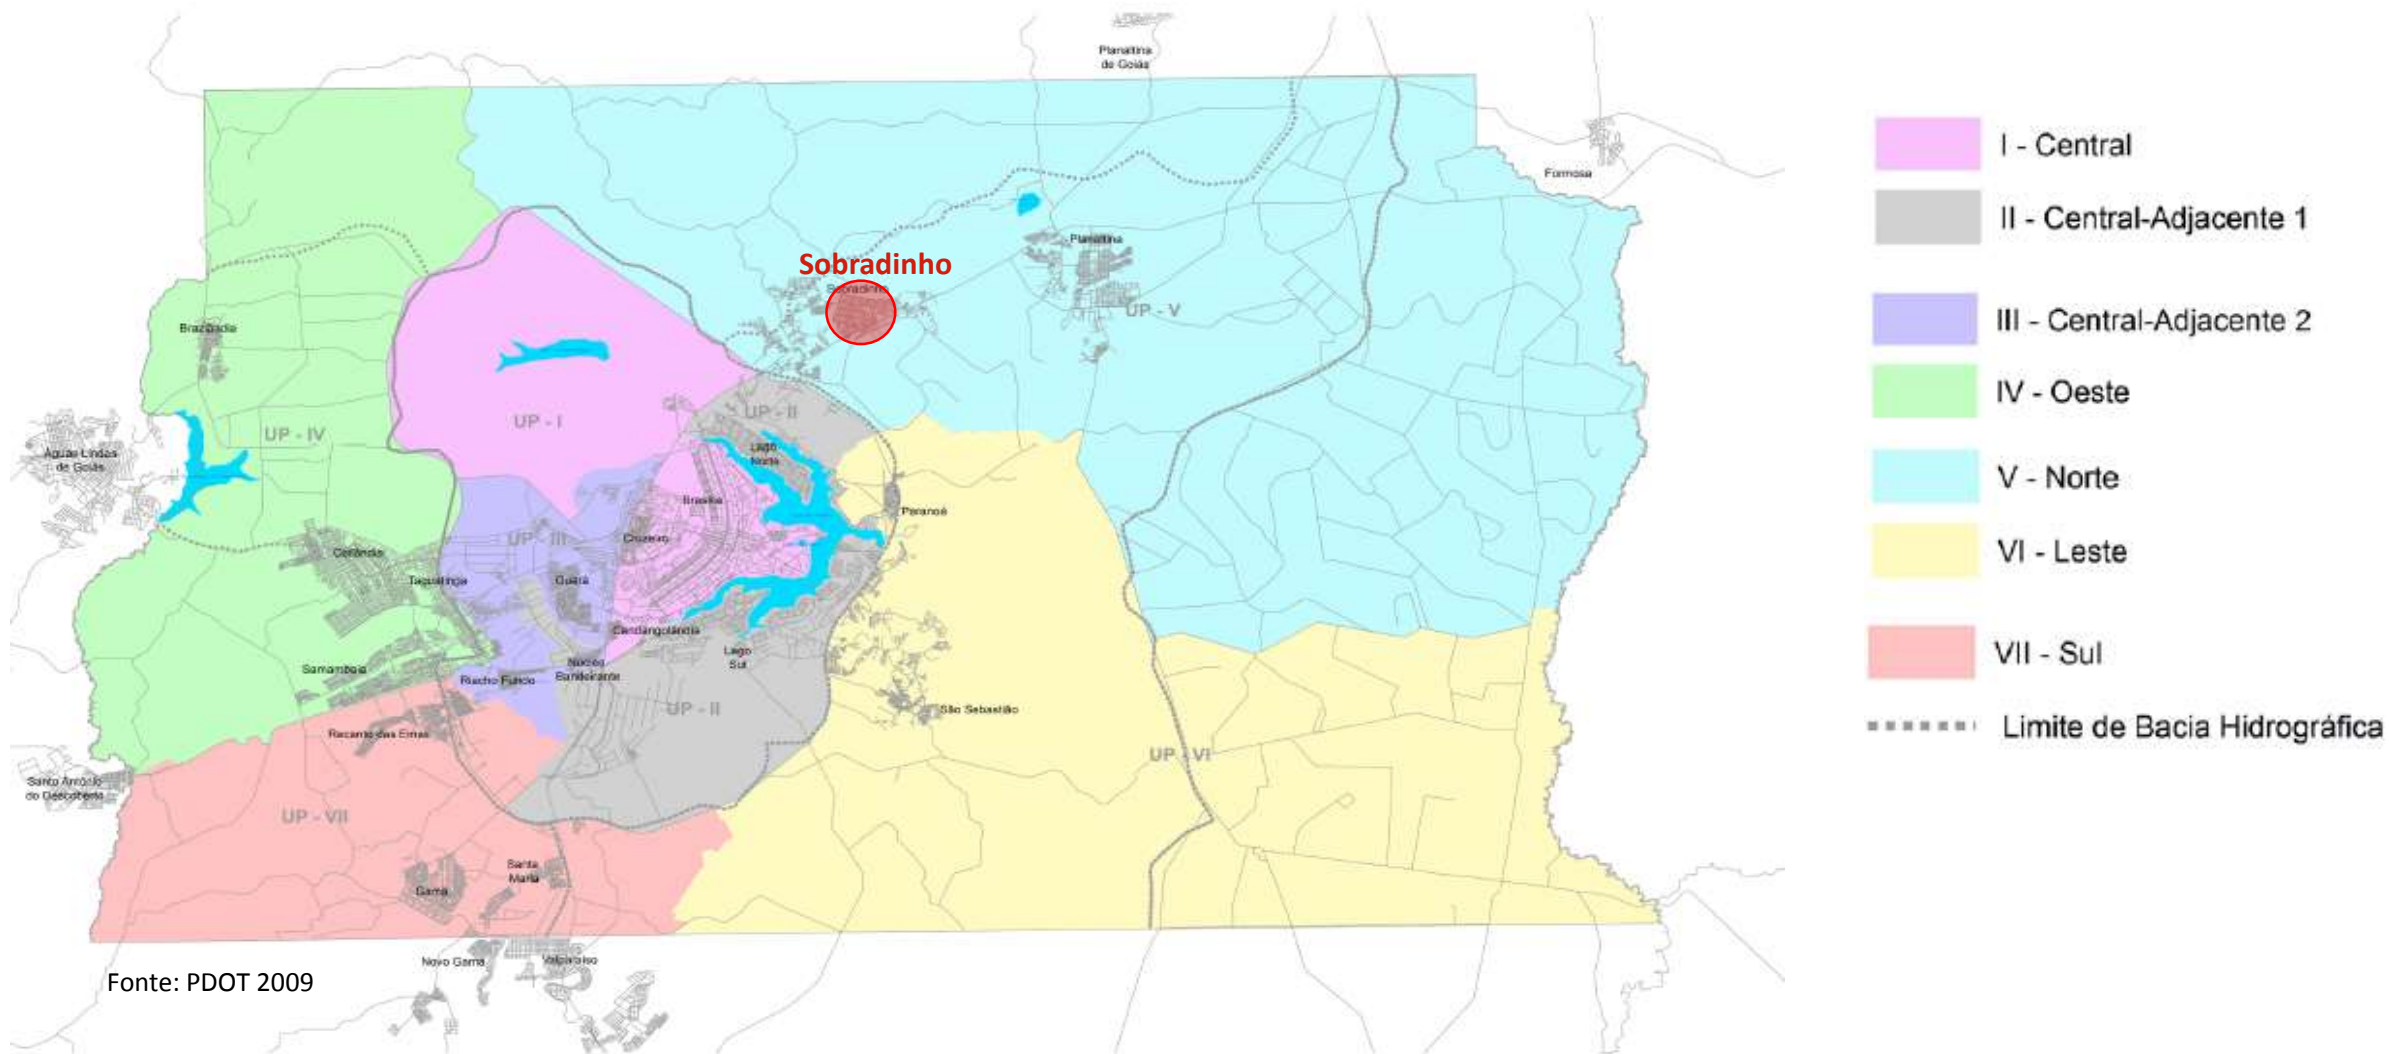 Planaltina
de Goiás
Formosa
Planaltina
Sobradinho
Sobradinho
UP - V
Brazlândia
UP - IV
UP - I
UP - II
Águas Lindas
de Goiás
Lago
Norte
Brasília
Paranoá
UP - III
Cruzeiro
Ceilândia
Taguatinga
Guará
Candangolândia
Lago
Sul
Samambaia
Riacho Fundo
Núcleo
Bandeirante
UP - II
São Sebastião
Recanto das Emas
UP - VI
Santo Antônio
do Descoberto
UP - VII
Santa
Maria
Gama
Novo Gama
Valparaíso
Fonte: PDOT 2009
I - Central
II - Central-Adjacente 1
III - Central-Adjacente 2
IV - Oeste
V - Norte
VI - Leste
VII - Sul
Limite de Bacia Hidrográfica